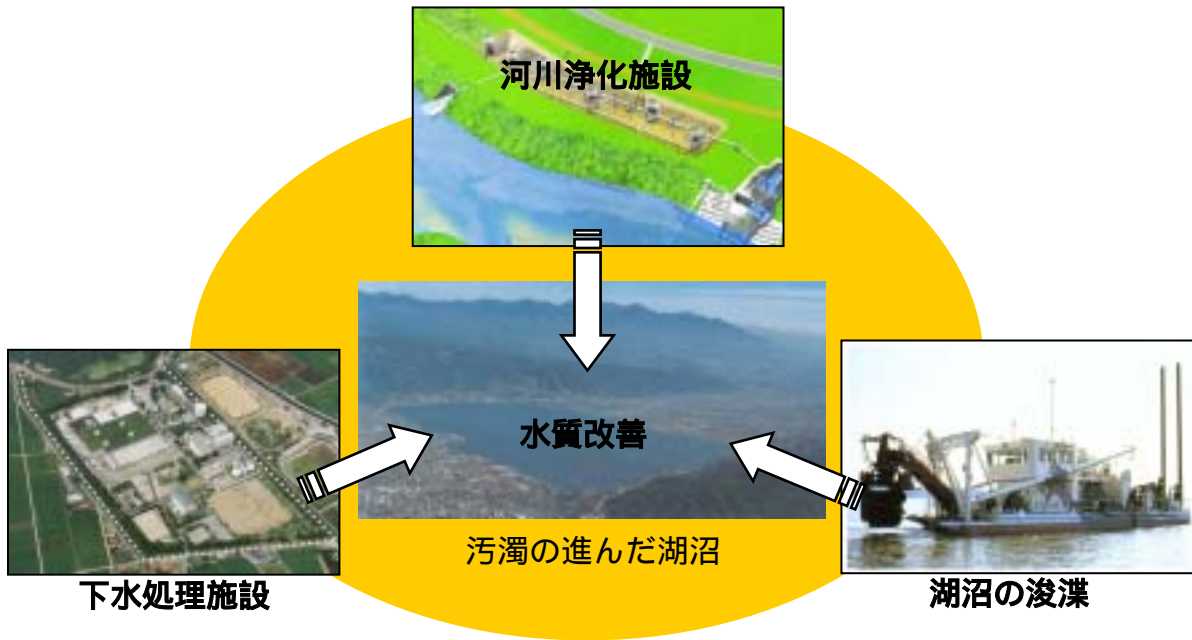 河川浄化施設
水質改善
汚濁の進んだ湖沼
下水処理施設
湖沼の浚渫